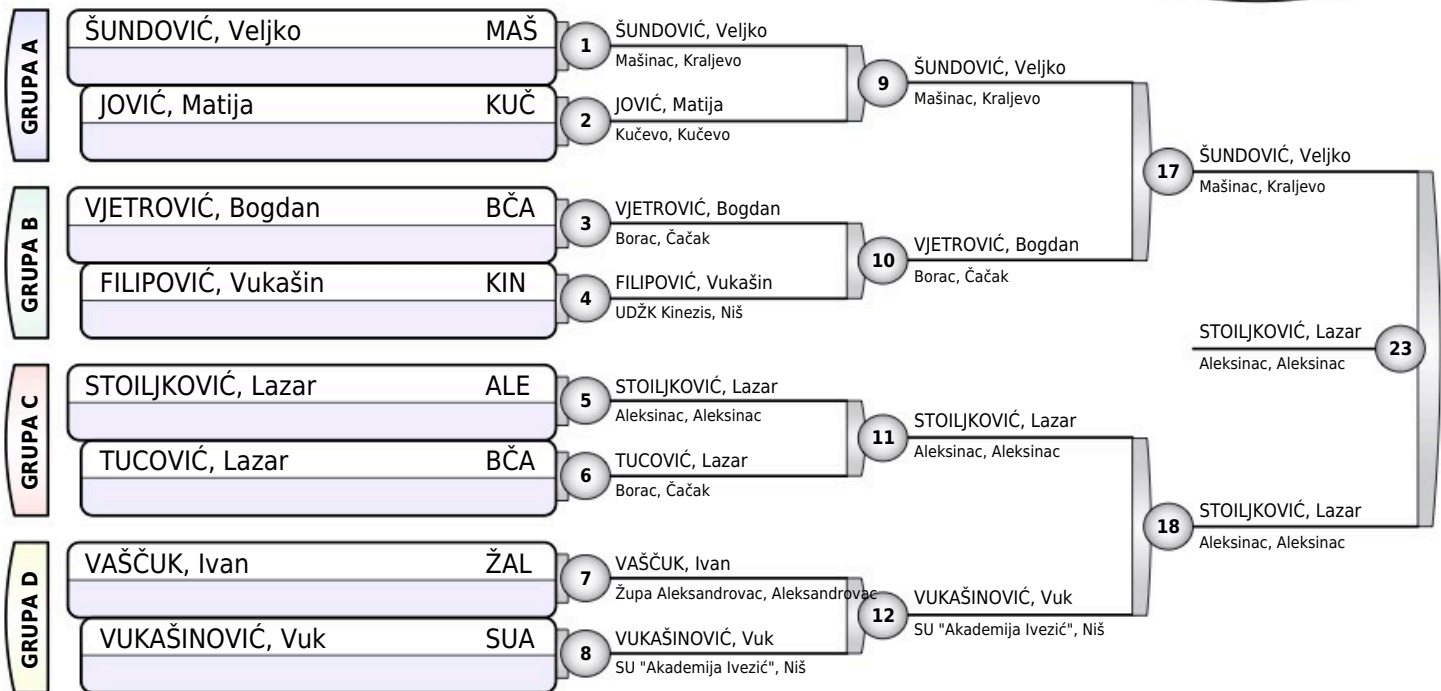 GRUPA A
ŠUNDOVIĆ, Veljko MAŠ
JOVIĆ, Matija KUČ
GRUPA B
VJETROVIĆ, Bogdan BČA
FILIPOVIĆ, Vukašin KIN
GRUPA C
STOILJKOVIĆ, Lazar ALE
TUCOVIĆ, Lazar BČA
GRUPA D
VAŠČUK, Ivan ŽAL
VUKAŠINOVIĆ, Vuk SUA
1
ŠUNDOVIĆ, Veljko
Mašinac, Kraljevo
2
JOVIĆ, Matija
Kučevo, Kučevo
3
VJETROVIĆ, Bogdan
Borac, Čačak
4
FILIPOVIĆ, Vukašin
UDŽK Kinezis, Niš
5
STOILJKOVIĆ, Lazar
Aleksinac, Aleksinac
6
TUCOVIĆ, Lazar
Borac, Čačak
7
VAŠČUK, Ivan
Župa Aleksandrovac, Aleksandrovac
8
VUKAŠINOVIĆ, Vuk
SU "Akademija Ivezić", Niš
9
ŠUNDOVIĆ, Veljko
Mašinac, Kraljevo
10
VJETROVIĆ, Bogdan
Borac, Čačak
11
STOILJKOVIĆ, Lazar
Aleksinac, Aleksinac
12
VUKAŠINOVIĆ, Vuk
SU "Akademija Ivezić", Niš
17
ŠUNDOVIĆ, Veljko
Mašinac, Kraljevo
18
STOILJKOVIĆ, Lazar
Aleksinac, Aleksinac
STOILJKOVIĆ, Lazar
Aleksinac, Aleksinac
23